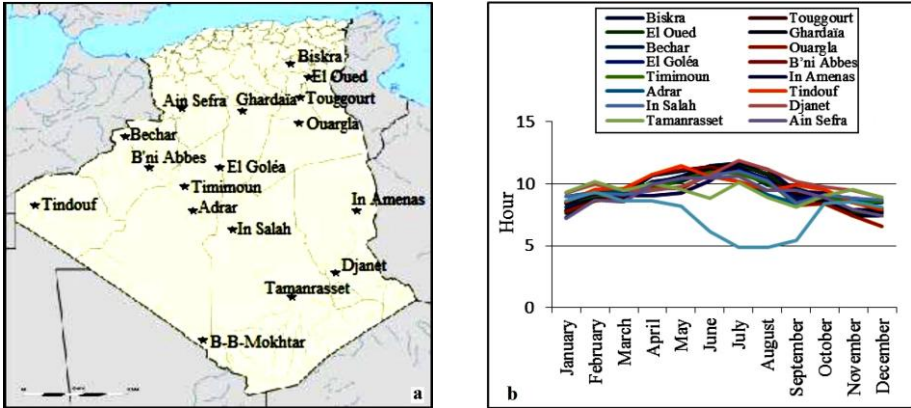 Biskra
El Oued
Ain Sefra
Ghardaïa
Touggourt
Ouargla
Bechar
B'ni Abbes
El Goléa
Timimoun
Tindouf
Adrar
In Amenas
In Salah
Djanet
Tamanrasset
B-B-Mokhtar
a
b
Biskra Touggourt
El Oued Ghardaïa
Bechar Ouargla
El Goléa B'ni Abbes
Timimoun In Amenas
Adrar Tindouf
In Salah Djanet
Tamanrasset Ain Sefra
Hour
15
10
5
0
January
February
March
April
May
June
July
August
September
October
November
December